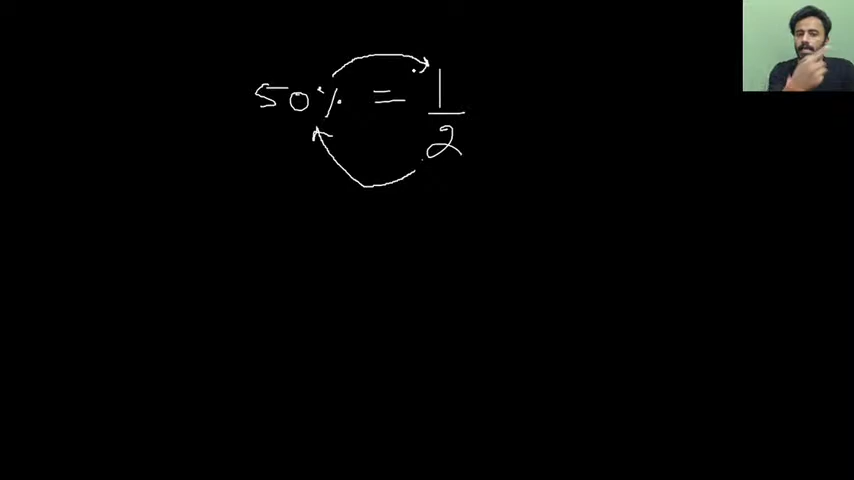 50% = 1/2